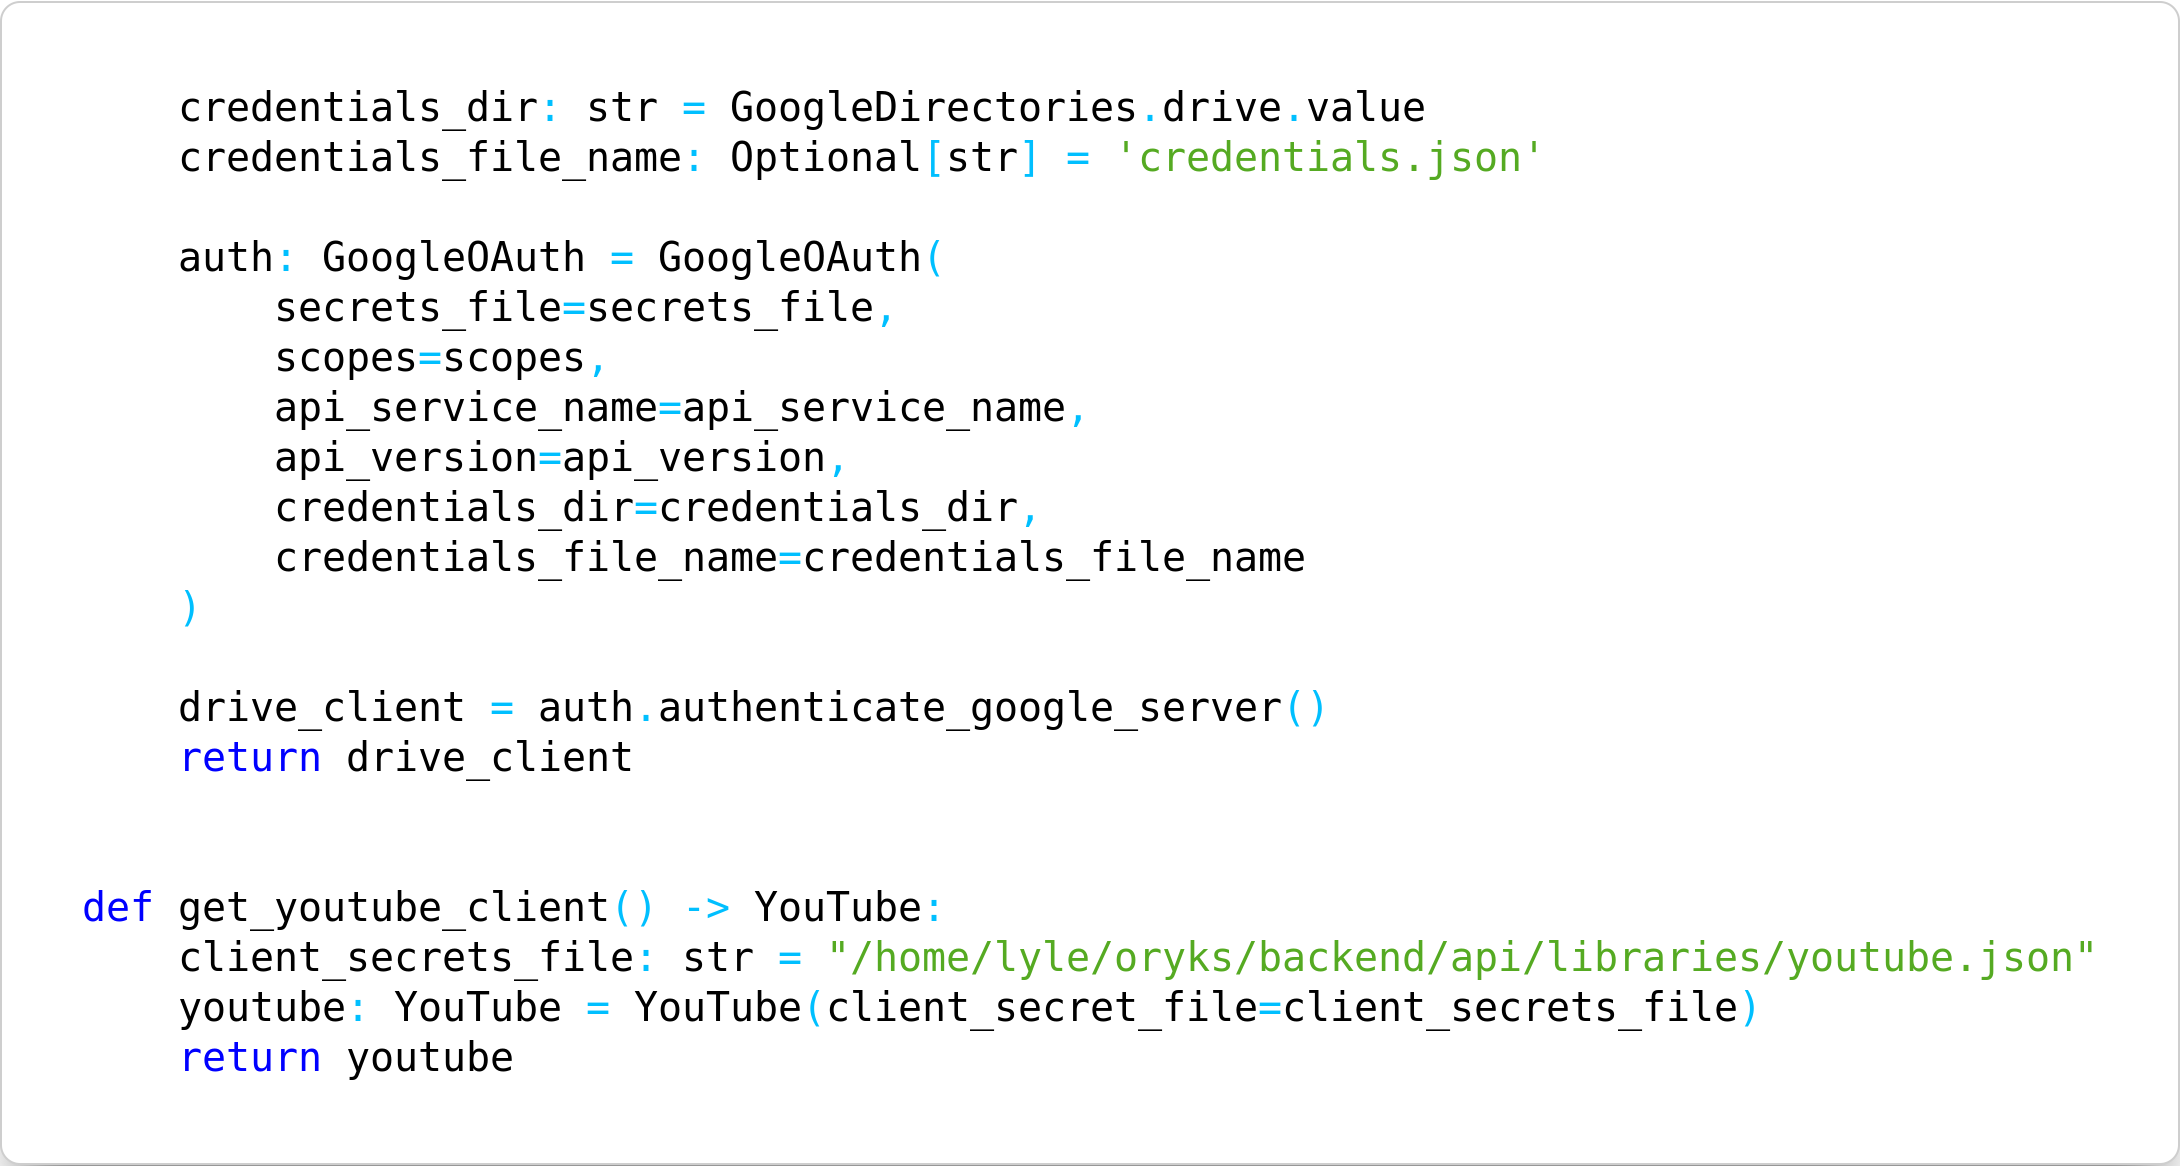 credentials_dir: str = GoogleDirectories.drive.value
    credentials_file_name: Optional[str] = 'credentials.json'

    auth: GoogleOAuth = GoogleOAuth(
        secrets_file=secrets_file,
        scopes=scopes,
        api_service_name=api_service_name,
        api_version=api_version,
        credentials_dir=credentials_dir,
        credentials_file_name=credentials_file_name
    )

    drive_client = auth.authenticate_google_server()
    return drive_client


def get_youtube_client() -> YouTube:
    client_secrets_file: str = "/home/lyle/oryks/backend/api/libraries/youtube.json"
    youtube: YouTube = YouTube(client_secret_file=client_secrets_file)
    return youtube